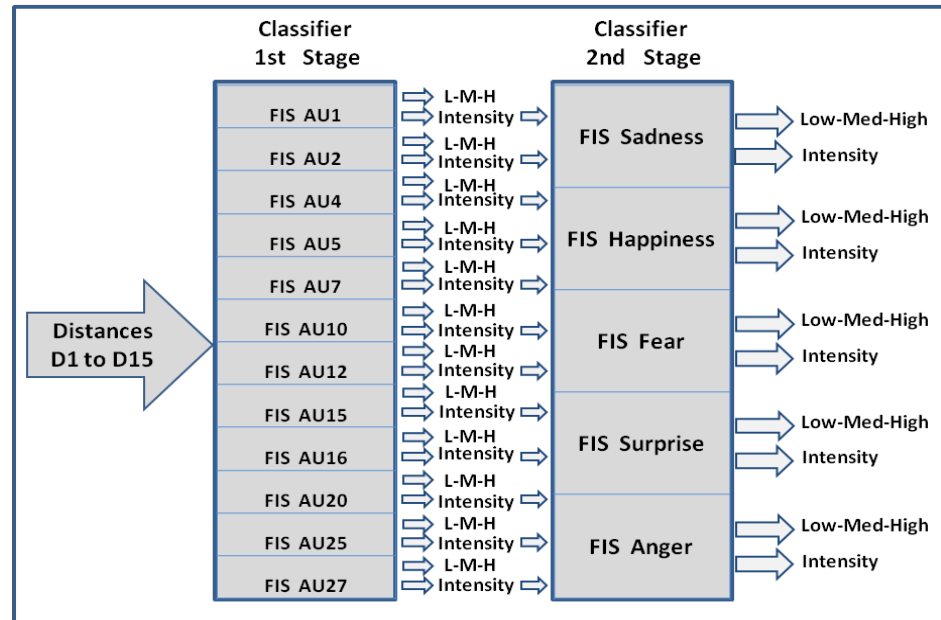 Classifier
1st Stage
Classifier
2nd Stage
Distances
D1 to D15
FIS AU1
FIS AU2
FIS AU4
FIS AU5
FIS AU7
FIS AU10
FIS AU12
FIS AU15
FIS AU16
FIS AU20
FIS AU25
FIS AU27
L-M-H
Intensity
L-M-H
Intensity
L-M-H
Intensity
L-M-H
Intensity
L-M-H
Intensity
L-M-H
Intensity
L-M-H
Intensity
L-M-H
Intensity
L-M-H
Intensity
L-M-H
Intensity
L-M-H
Intensity
L-M-H
Intensity
FIS Sadness
FIS Happiness
FIS Fear
FIS Surprise
FIS Anger
Low-Med-High
Intensity
Low-Med-High
Intensity
Low-Med-High
Intensity
Low-Med-High
Intensity
Low-Med-High
Intensity